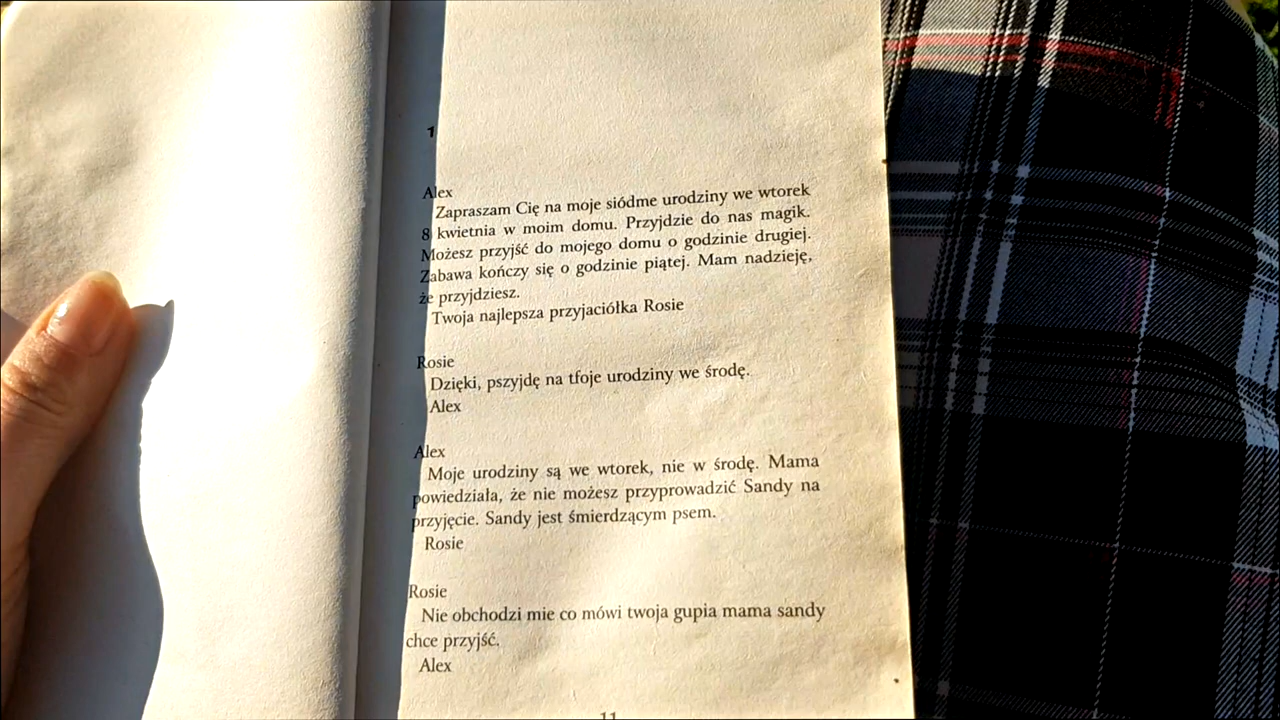 1
Alex
Zapraszam Cię na moje siódme urodziny we wtorek
8 kwietnia w moim domu. Przyjdzie do nas magik.
Możesz przyjść do mojego domu o godzinie drugiej.
Zabawa kończy się o godzinie piątej. Mam nadzieję,
że przyjdziesz.
Twoja najlepsza przyjaciółka Rosie
Rosie
Dzięki, pszyjdę na tfoje urodziny we środę.
Alex
Alex
Moje urodziny są we wtorek, nie w środę. Mama
powiedziała, że nie możesz przyprowadzić Sandy na
przyjęcie. Sandy jest śmierdzącym psem.
Rosie
Rosie
Nie obchodzi mie co mówi twoja gupia mama sandy
chce przyjść.
Alex
11